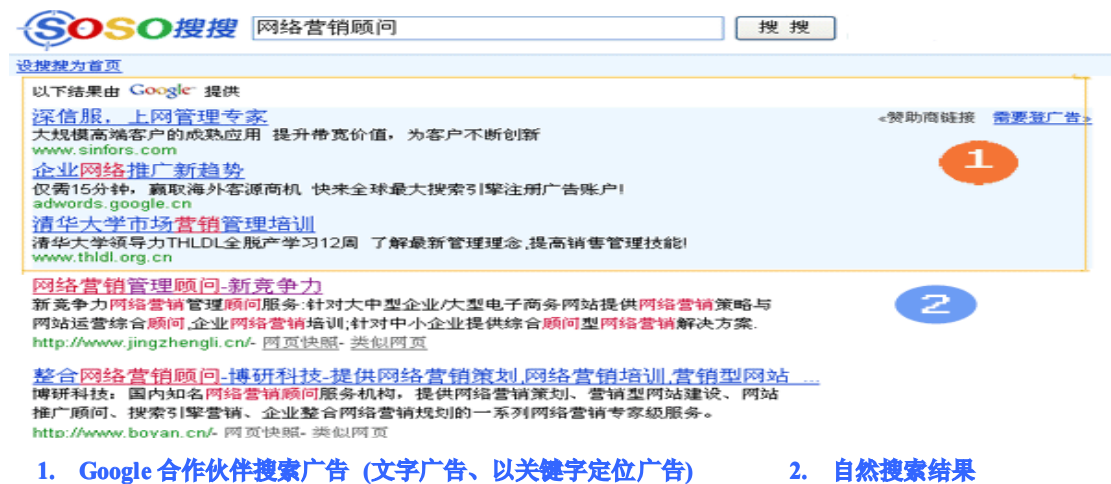 SOSO搜搜 网络营销顾问 搜 搜
设搜搜为首页
以下结果由 Google 提供
深信服，上网管理专家
«赞助商链接 需要登广告»
大规模高端客户的成熟应用 提升带宽价值，为客户不断创新
www.sinfors.com
1
企业网络推广新趋势
仅需15分钟，赢取海外客源商机 快来全球最大搜索引擎注册广告账户!
adwords.google.cn
清华大学市场营销管理培训
清华大学领导力THLDL全脱产学习12周 了解最新管理理念,提高销售管理技能!
www.thldl.org.cn
网络营销管理顾问-新竞争力
新竞争力网络营销管理顾问服务:针对大中型企业/大型电子商务网站提供网络营销策略与
2
网站运营综合顾问,企业网络营销培训;针对中小企业提供综合顾问型网络营销解决方案.
http://www.jingzhengli.cn/- 网页快照- 类似网页
整合网络营销顾问-博研科技-提供网络营销策划,网络营销培训,营销型网站 ...
博研科技：国内知名网络营销顾问服务机构，提供网络营销策划、营销型网站建设、网站
推广顾问、搜索引擎营销、企业整合网络营销规划的一系列网络营销专家级服务。
http://www.boyan.cn/- 网页快照- 类似网页
1. Google 合作伙伴搜索广告 (文字广告、以关键字定位广告) 2. 自然搜索结果